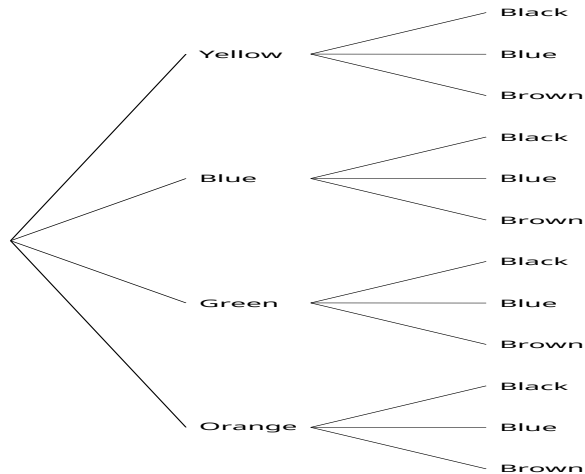 Black
Yellow Blue
Brown
Black
Blue Blue
Brown
Black
Green Blue
Brown
Black
Orange Blue
Brown